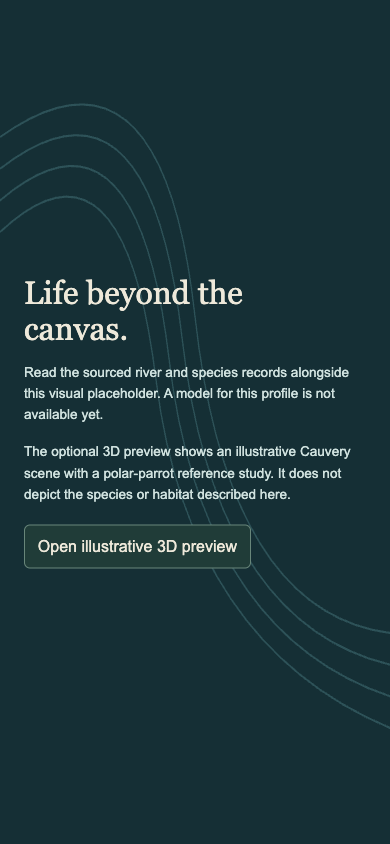 Life beyond the
canvas.
Read the sourced river and species records alongside
this visual placeholder. A model for this profile is not
available yet.
The optional 3D preview shows an illustrative Cauvery
scene with a polar-parrot reference study. It does not
depict the species or habitat described here.
Open illustrative 3D preview